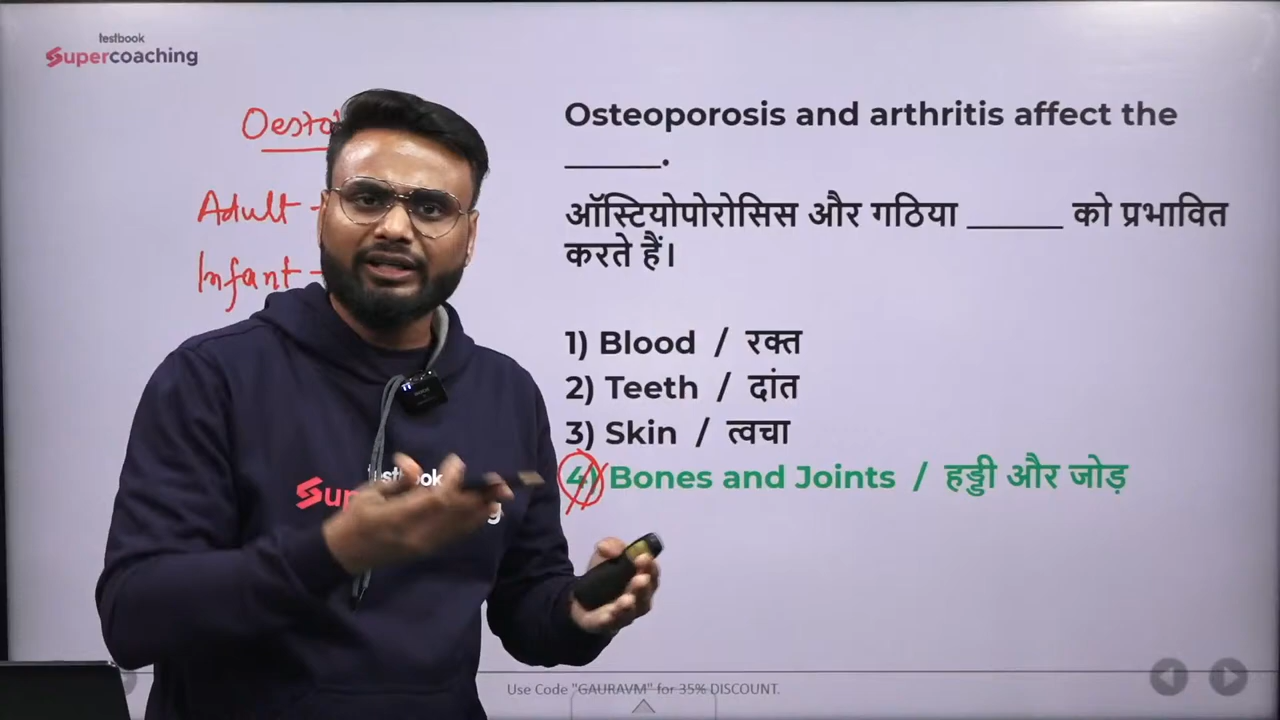 testbook
Supercoaching
Adult -
Infant -
Osteoporosis and arthritis affect the
______.
ऑस्टियोपोरोसिस और गठिया ______ को प्रभावित
करते हैं।
1) Blood / रक्त
2) Teeth / दांत
3) Skin / त्वचा
4) Bones and Joints / हड्डी और जोड़
testbook
Use Code "GAURAVM" for 35% DISCOUNT.